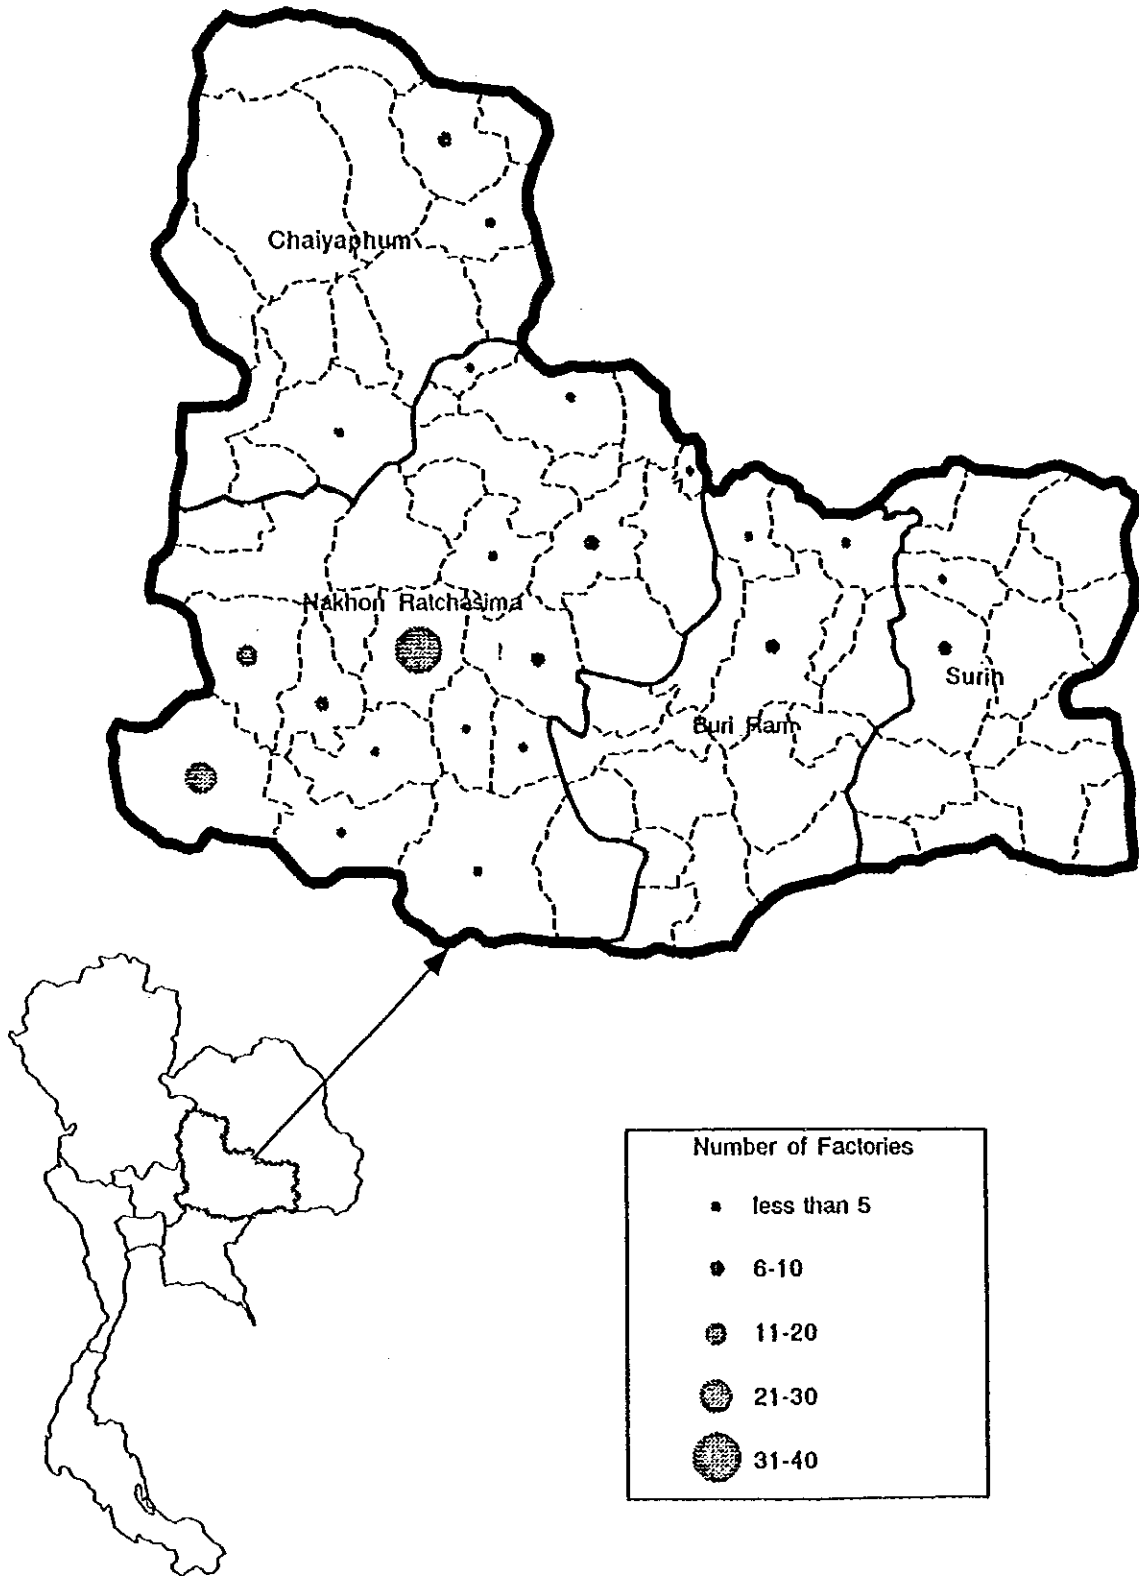 Chaiyaphum
Nakhon Ratchasima
Surin
Buri Ram
Number of Factories
less than 5
6-10
11-20
21-30
31-40